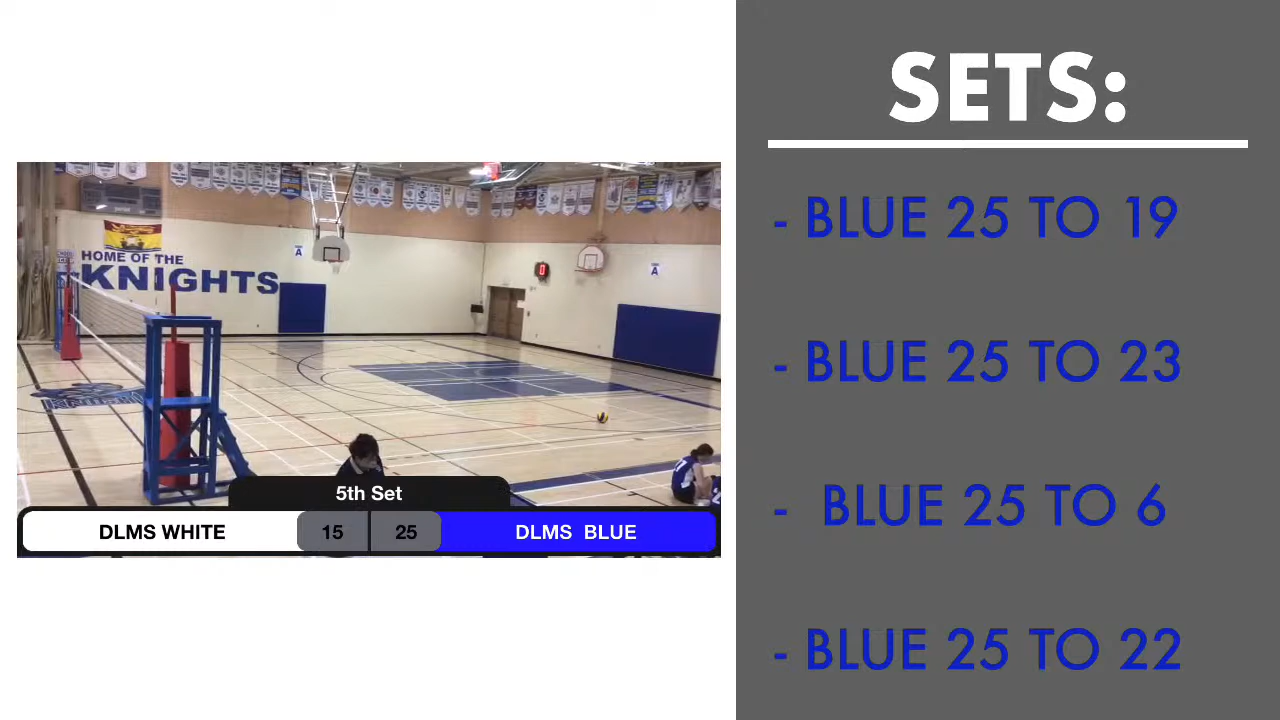 SETS:
- BLUE 25 TO 19
- BLUE 25 TO 23
- BLUE 25 TO 6
- BLUE 25 TO 22
HOME OF THE
KNIGHTS
A
A
0
5th Set
DLMS WHITE 15 25 DLMS BLUE